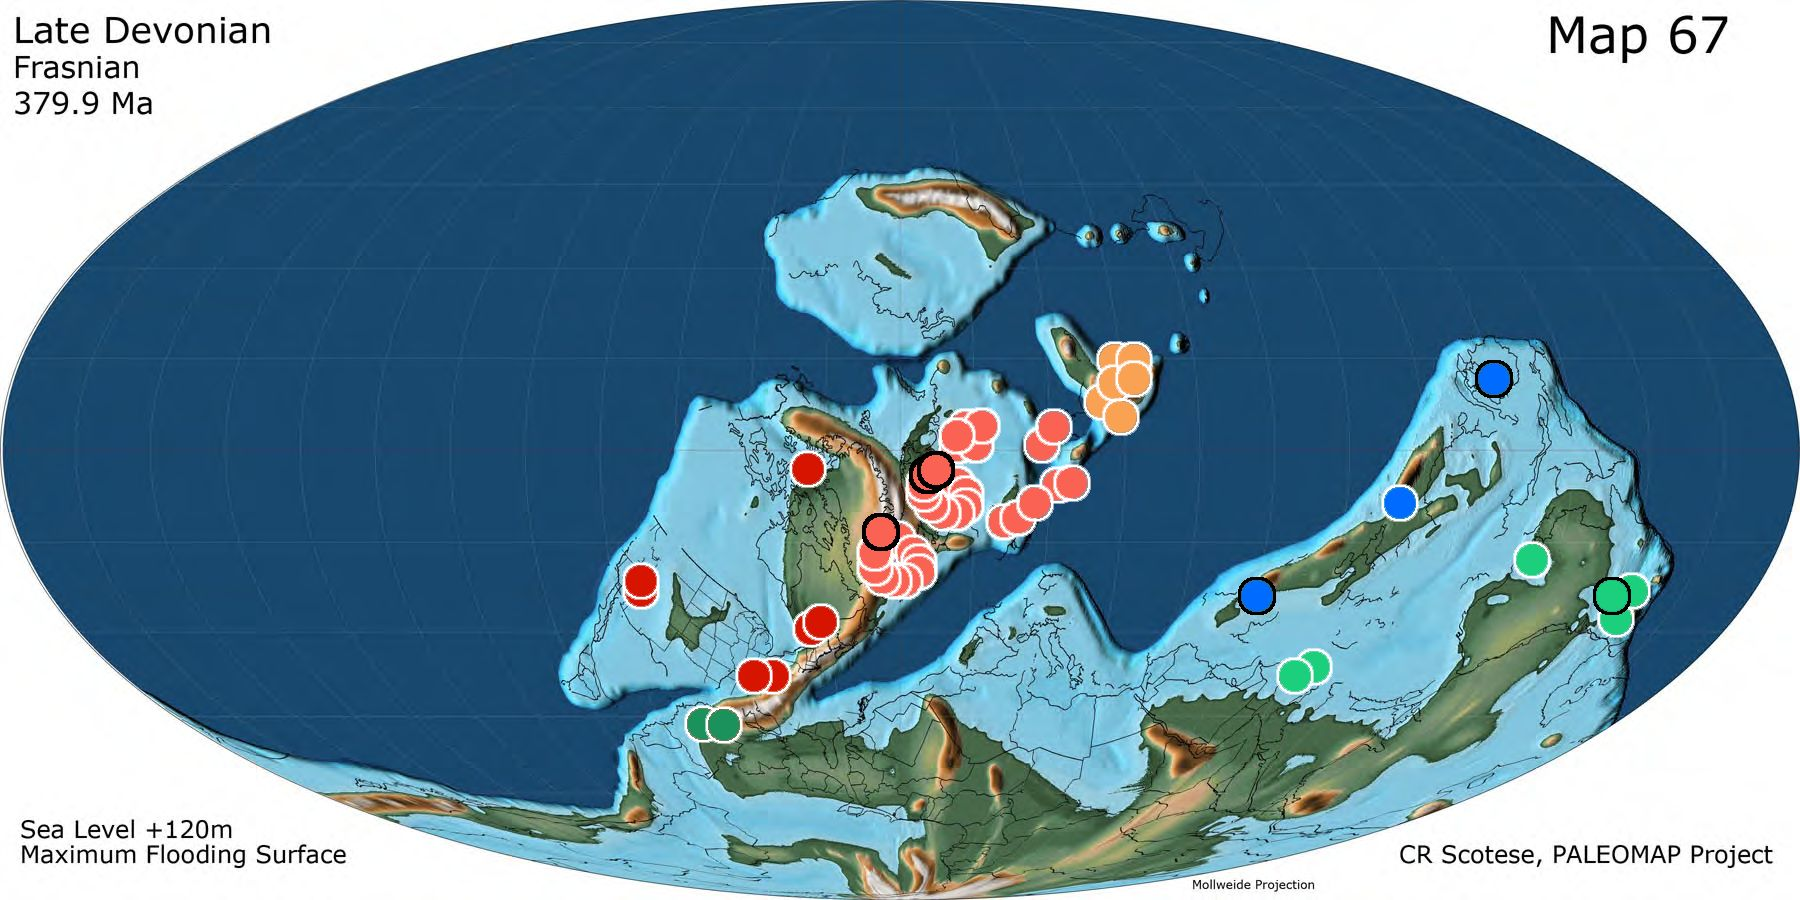 Late Devonian
Frasnian
379.9 Ma
Map 67
Sea Level +120m
Maximum Flooding Surface
CR Scotese, PALEOMAP Project
Mollweide Projection